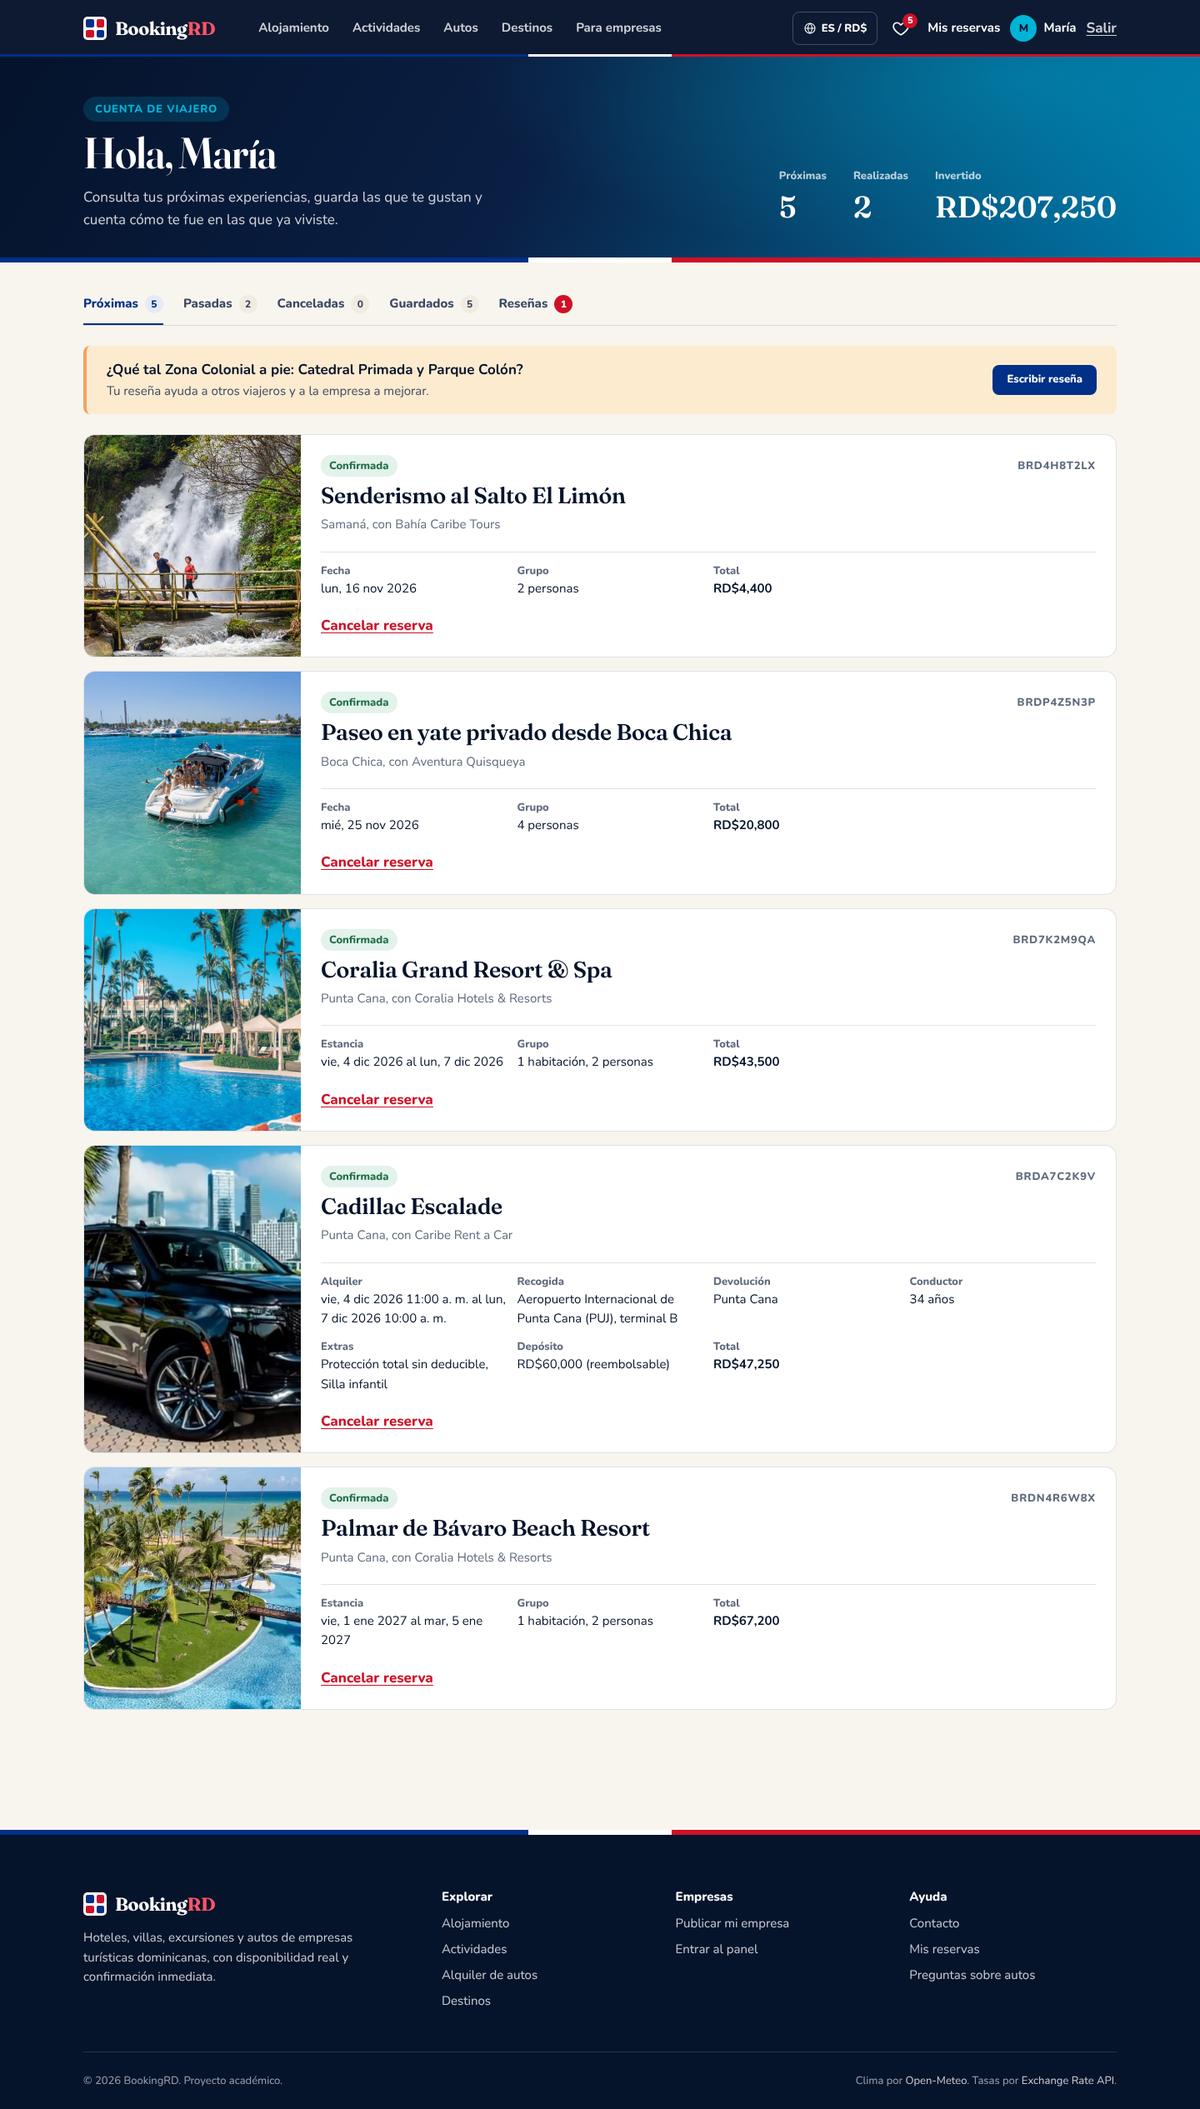 BookingRD
Alojamiento
Actividades
Autos
Destinos
Para empresas
ES / RD$
5
Mis reservas
M
María
Salir
CUENTA DE VIAJERO
Hola, María
Consulta tus próximas experiencias, guarda las que te gustan y
cuenta cómo te fue en las que ya viviste.
Próximas
5
Realizadas
2
Invertido
RD$207,250
Próximas 5
Pasadas 2
Canceladas 0
Guardados 5
Reseñas 1
¿Qué tal Zona Colonial a pie: Catedral Primada y Parque Colón?
Tu reseña ayuda a otros viajeros y a la empresa a mejorar.
Escribir reseña
Confirmada
BRD4H8T2LX
Senderismo al Salto El Limón
Samaná, con Bahía Caribe Tours
Fecha
lun, 16 nov 2026
Grupo
2 personas
Total
RD$4,400
Cancelar reserva
Confirmada
BRDP4Z5N3P
Paseo en yate privado desde Boca Chica
Boca Chica, con Aventura Quisqueya
Fecha
mié, 25 nov 2026
Grupo
4 personas
Total
RD$20,800
Cancelar reserva
Confirmada
BRD7K2M9QA
Coralia Grand Resort & Spa
Punta Cana, con Coralia Hotels & Resorts
Estancia
vie, 4 dic 2026 al lun, 7 dic 2026
Grupo
1 habitación, 2 personas
Total
RD$43,500
Cancelar reserva
Confirmada
BRDA7C2K9V
Cadillac Escalade
Punta Cana, con Caribe Rent a Car
Alquiler
vie, 4 dic 2026 11:00 a. m. al lun,
7 dic 2026 10:00 a. m.
Recogida
Aeropuerto Internacional de
Punta Cana (PUJ), terminal B
Devolución
Punta Cana
Conductor
34 años
Extras
Protección total sin deducible,
Silla infantil
Depósito
RD$60,000 (reembolsable)
Total
RD$47,250
Cancelar reserva
Confirmada
BRDN4R6W8X
Palmar de Bávaro Beach Resort
Punta Cana, con Coralia Hotels & Resorts
Estancia
vie, 1 ene 2027 al mar, 5 ene
2027
Grupo
1 habitación, 2 personas
Total
RD$67,200
Cancelar reserva
BookingRD
Hoteles, villas, excursiones y autos de empresas
turísticas dominicanas, con disponibilidad real y
confirmación inmediata.
Explorar
Alojamiento
Actividades
Alquiler de autos
Destinos
Empresas
Publicar mi empresa
Entrar al panel
Ayuda
Contacto
Mis reservas
Preguntas sobre autos
© 2026 BookingRD. Proyecto académico.
Clima por Open-Meteo. Tasas por Exchange Rate API.